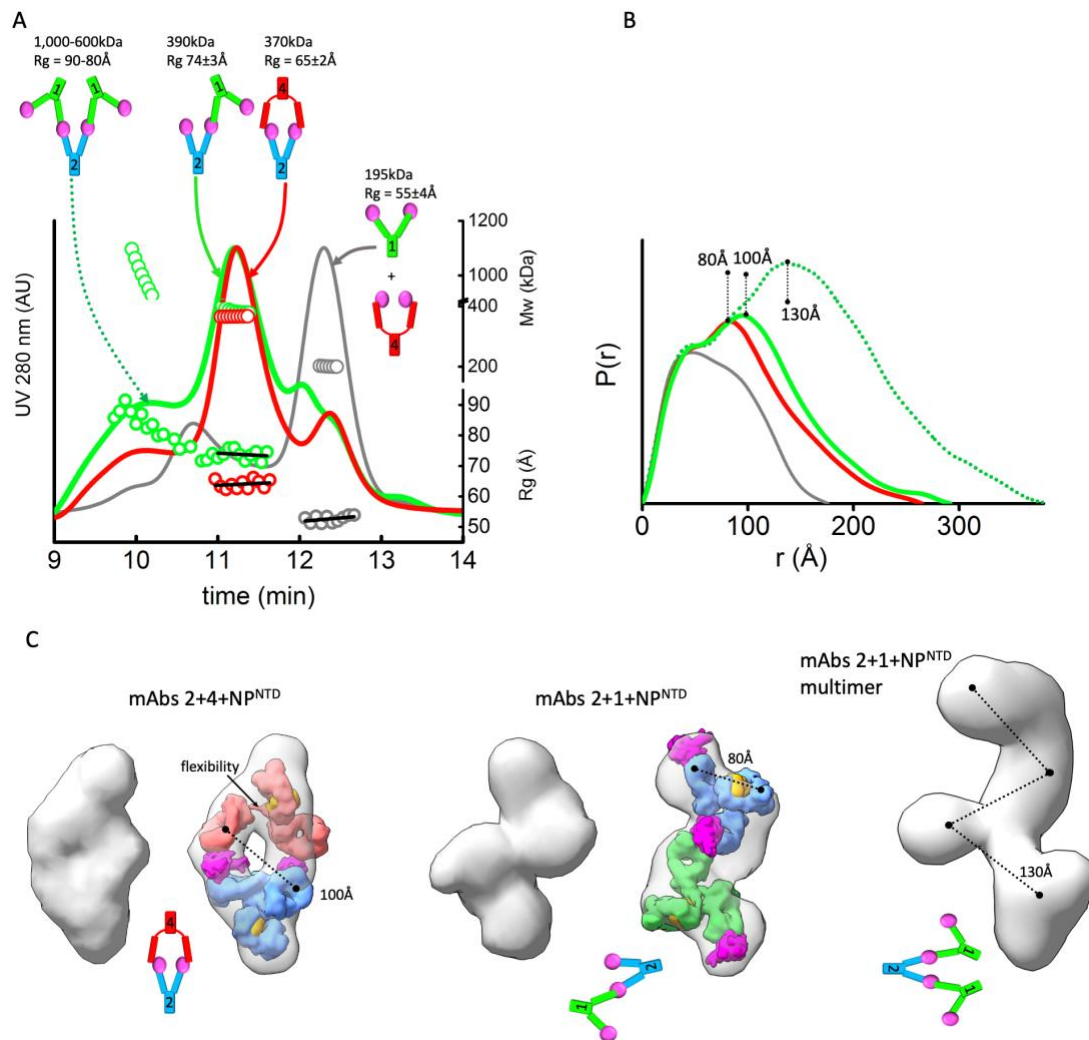 A
1,000-600kDa
Rg = 90-80Å
390kDa
Rg 74±3Å
370kDa
Rg = 65±2Å
1
1
2
1
2
4
2
195kDa
Rg = 55±4Å
1
+
4
UV 280 nm (AU)
1200
1000
400
200
Mw (kDa)
90
80
70
60
50
Rg (Å)
9
10
11
12
13
14
time (min)
B
80Å
100Å
130Å
P(r)
0
100
200
300
r (Å)
C
mAbs 2+4+NPNTD
flexibility
100Å
4
2
mAbs 2+1+NPNTD
80Å
2
1
mAbs 2+1+NPNTD
multimer
130Å
1
2
1